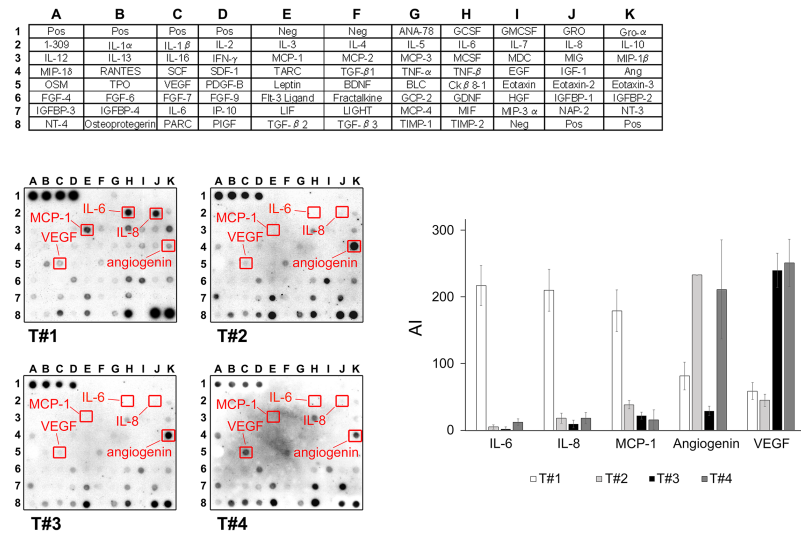 A B C D E F G H I J K
1 Pos Pos Pos Pos Neg Neg ANA-78 GCSF GMCSF GRO Gro-α
2 1-309 IL-1α IL-1β IL-2 IL-3 IL-4 IL-5 IL-6 IL-7 IL-8 IL-10
3 IL-12 IL-13 IL-16 IFN-γ MCP-1 MCP-2 MCP-3 MCSF MDC MIG MIP-1β
4 MIP-1δ RANTES SCF SDF-1 TARC TGF-β1 TNF-α TNF-β EGF IGF-1 Ang
5 OSM TPO VEGF PDGF-B Leptin BDNF BLC Ckβ8-1 Eotaxin Eotaxin-2 Eotaxin-3
6 FGF-4 FGF-6 FGF-7 FGF-9 Flt-3 Ligand Fractalkine GCP-2 GDNF HGF IGFBP-1 IGFBP-2
7 IGFBP-3 IGFBP-4 IL-6 IP-10 LIF LIGHT MCP-4 MIF MIP-3 α NAP-2 NT-3
8 NT-4 Osteoprotegerin PARC PIGF TGF-β2 TGF-β3 TIMP-1 TIMP-2 Neg Pos Pos
A B C D E F G H I J K
1
2
3
4
5
6
7
8
IL-6
MCP-1
IL-8
VEGF
angiogenin
T#1
A B C D E F G H I J K
1
2
3
4
5
6
7
8
IL-6
MCP-1
IL-8
VEGF
angiogenin
T#2
A B C D E F G H I J K
1
2
3
4
5
6
7
8
IL-6
MCP-1
IL-8
VEGF
angiogenin
T#3
A B C D E F G H I J K
1
2
3
4
5
6
7
8
IL-6
MCP-1
IL-8
VEGF
angiogenin
T#4
AI
300
200
100
0
IL-6 IL-8 MCP-1 Angiogenin VEGF
T#1 T#2 T#3 T#4